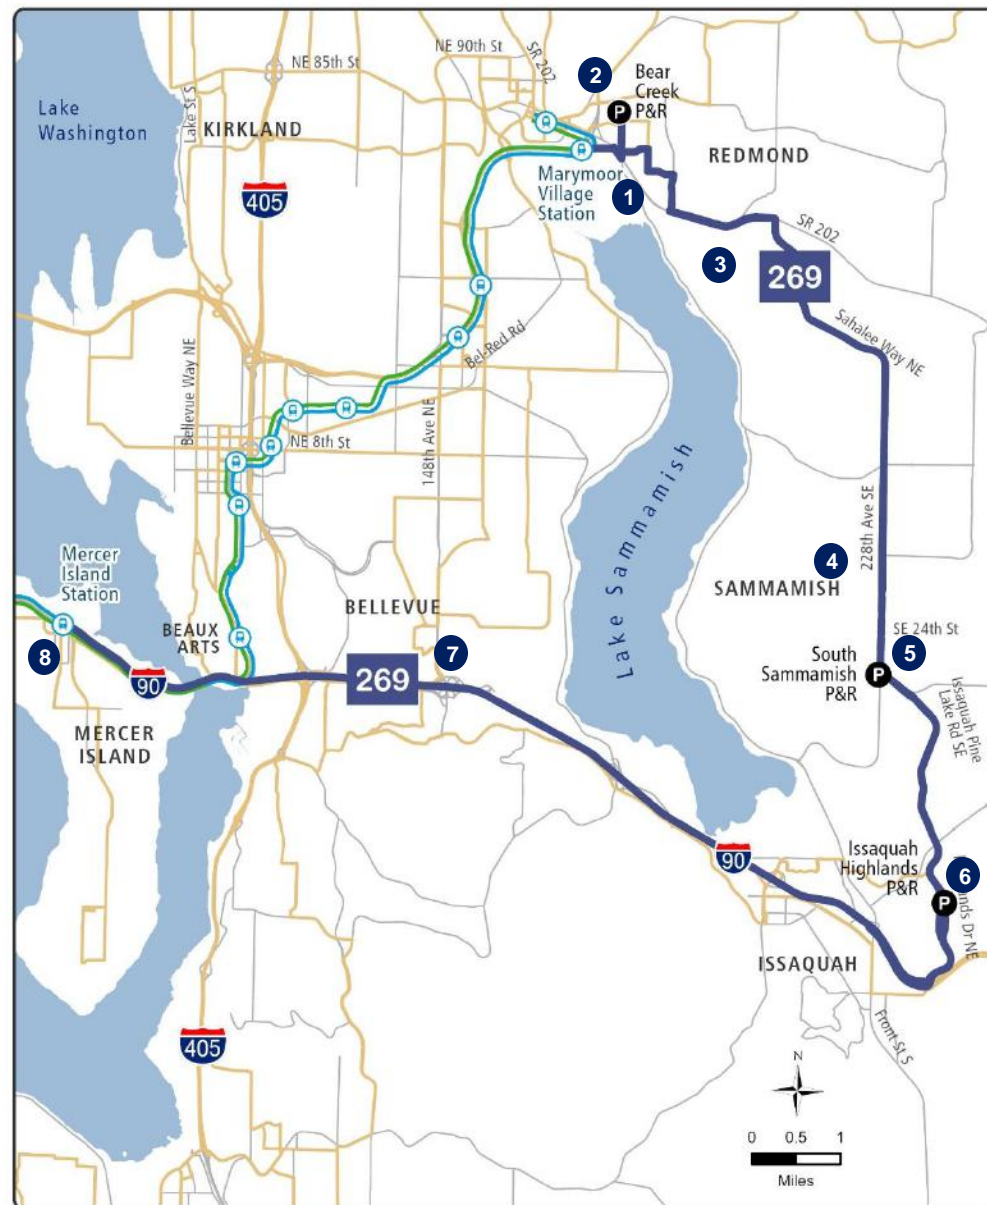 NE 90th St
SR 202
2
Bear
Creek
P&R
P
NE 85th St
Lake
Washington
Lake St S
KIRKLAND
REDMOND
405
Marymoor
Village
Station
1
SR 202
3
269
Sahalee Way NE
Bel-Red Rd
Bellevue Way NE
NE 8th St
148th Ave NE
Lake Sammamish
228th Ave SE
4
SAMMAMISH
Mercer
Island
Station
BELLEVUE
BEAUX
ARTS
8
7
SE 24th St
5
South
Sammamish
P&R
P
90
269
Issaquah Pine
Lake Rd SE
MERCER
ISLAND
Issaquah
Highlands
P&R
6
P
nds Dr NE
90
ISSAQUAH
Front St S
405
N
0 0.5 1
Miles